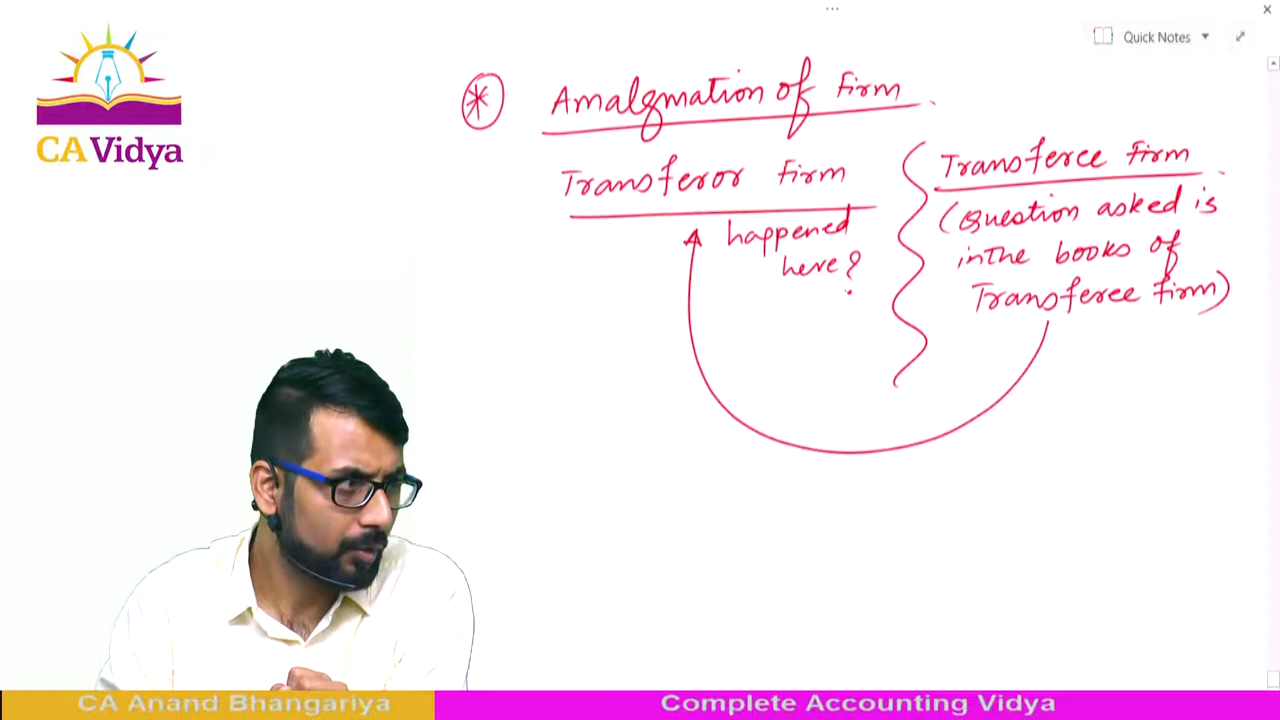 CA Vidya
Quick Notes
Amalgmation of firm
Transferor firm
happened
here?
Transferee firm
(Question asked is
in the books of
Transferee firm)
CA Anand Bhangariya
Complete Accounting Vidya